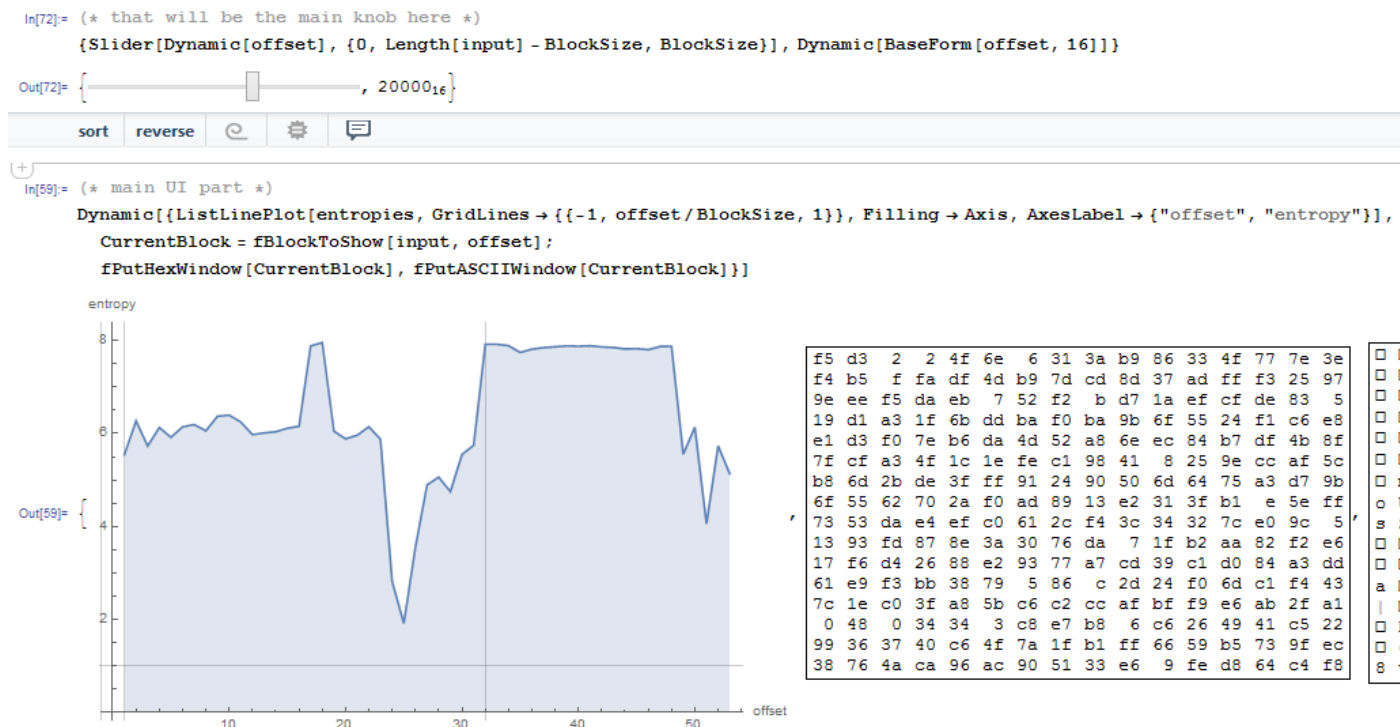 In[72]:= (* that will be the main knob here *)
{Slider[Dynamic[offset], {0, Length[input] - BlockSize, BlockSize}], Dynamic[BaseForm[offset, 16]]}
Out[72]= { , 20000₁₆}
sort reverse
In[59]:= (* main UI part *)
Dynamic[{ListLinePlot[entropies, GridLines → {{-1, offset/BlockSize, 1}}, Filling → Axis, AxesLabel → {"offset", "entropy"}],
CurrentBlock = fBlockToShow[input, offset];
fPutHexWindow[CurrentBlock], fPutASCIIWindow[CurrentBlock]}]
entropy
8
6
4
2
10 20 30 40 50
offset
Out[59]= {
,
f5 d3 2 2 4f 6e 6 31 3a b9 86 33 4f 77 7e 3e
f4 b5 f fa df 4d b9 7d cd 8d 37 ad ff f3 25 97
9e ee f5 da eb 7 52 f2 b d7 1a ef cf de 83 5
19 d1 a3 1f 6b dd ba f0 ba 9b 6f 55 24 f1 c6 e8
e1 d3 f0 7e b6 da 4d 52 a8 6e ec 84 b7 df 4b 8f
7f cf a3 4f 1c 1e fe c1 98 41 8 25 9e cc af 5c
b8 6d 2b de 3f ff 91 24 90 50 6d 64 75 a3 d7 9b
6f 55 62 70 2a f0 ad 89 13 e2 31 3f b1 e 5e ff
73 53 da e4 ef c0 61 2c f4 3c 34 32 7c e0 9c 5
13 93 fd 87 8e 3a 30 76 da 7 1f b2 aa 82 f2 e6
17 f6 d4 26 88 e2 93 77 a7 cd 39 c1 d0 84 a3 dd
61 e9 f3 bb 38 79 5 86 c 2d 24 f0 6d c1 f4 43
7c 1e c0 3f a8 5b c6 c2 cc af bf f9 e6 ab 2f a1
0 48 0 34 34 3 c8 e7 b8 6 c6 26 49 41 c5 22
99 36 37 40 c6 4f 7a 1f b1 ff 66 59 b5 73 9f ec
38 76 4a ca 96 ac 90 51 33 e6 9 fe d8 64 c4 f8
,
o
s
a
|
8